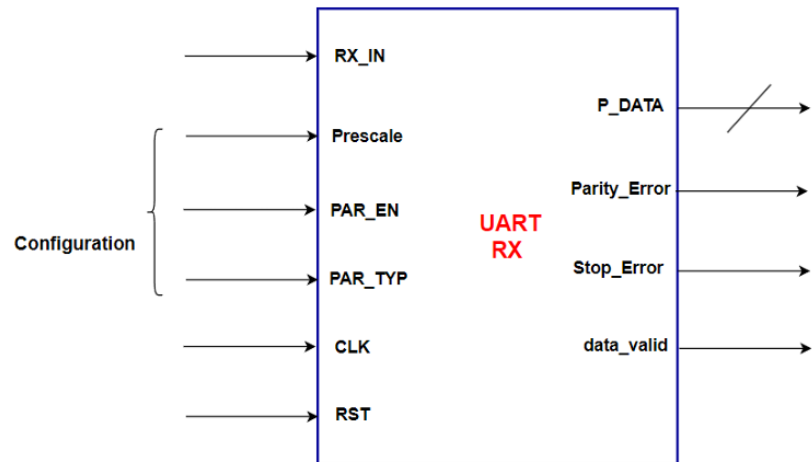 RX_IN
P_DATA
Prescale
Parity_Error
PAR_EN
UART
RX
Configuration
Stop_Error
PAR_TYP
CLK
data_valid
RST